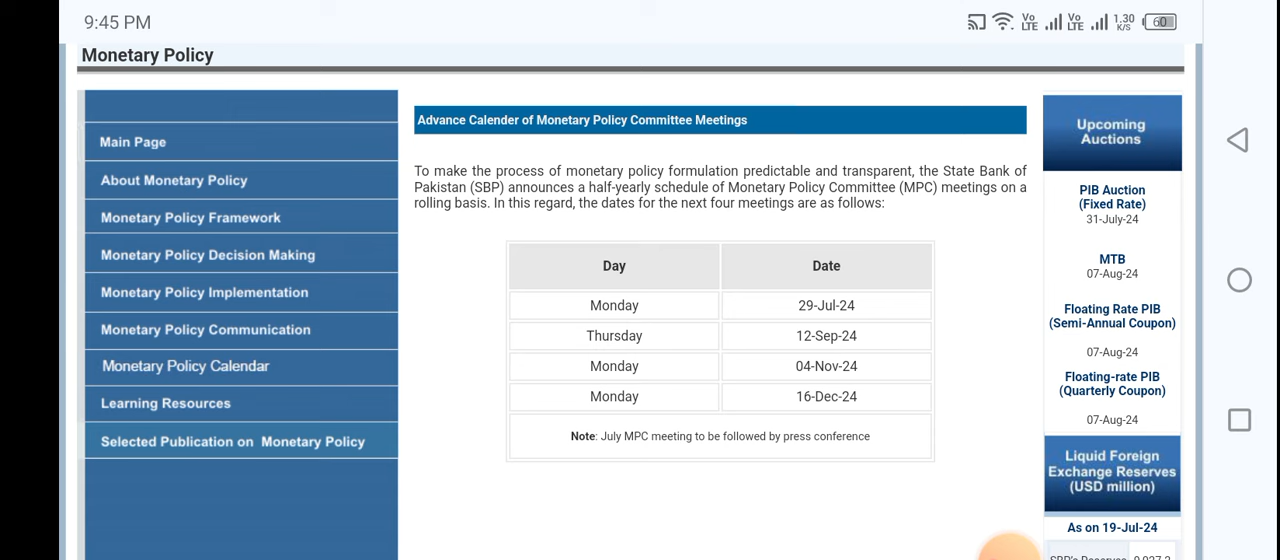 9:45 PM
Vo LTE
Vo LTE
1.30 K/S
60
Monetary Policy
Main Page
About Monetary Policy
Monetary Policy Framework
Monetary Policy Decision Making
Monetary Policy Implementation
Monetary Policy Communication
Monetary Policy Calendar
Learning Resources
Selected Publication on Monetary Policy
Advance Calender of Monetary Policy Committee Meetings
To make the process of monetary policy formulation predictable and transparent, the State Bank of
Pakistan (SBP) announces a half-yearly schedule of Monetary Policy Committee (MPC) meetings on a
rolling basis. In this regard, the dates for the next four meetings are as follows:
Day Date
Monday 29-Jul-24
Thursday 12-Sep-24
Monday 04-Nov-24
Monday 16-Dec-24
Note: July MPC meeting to be followed by press conference
Upcoming
Auctions
PIB Auction
(Fixed Rate)
31-July-24
MTB
07-Aug-24
Floating Rate PIB
(Semi-Annual Coupon)
07-Aug-24
Floating-rate PIB
(Quarterly Coupon)
07-Aug-24
Liquid Foreign
Exchange Reserves
(USD million)
As on 19-Jul-24